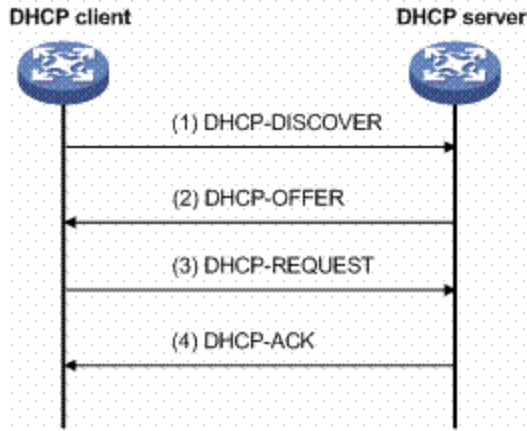 DHCP client
DHCP server
(1) DHCP-DISCOVER
(2) DHCP-OFFER
(3) DHCP-REQUEST
(4) DHCP-ACK